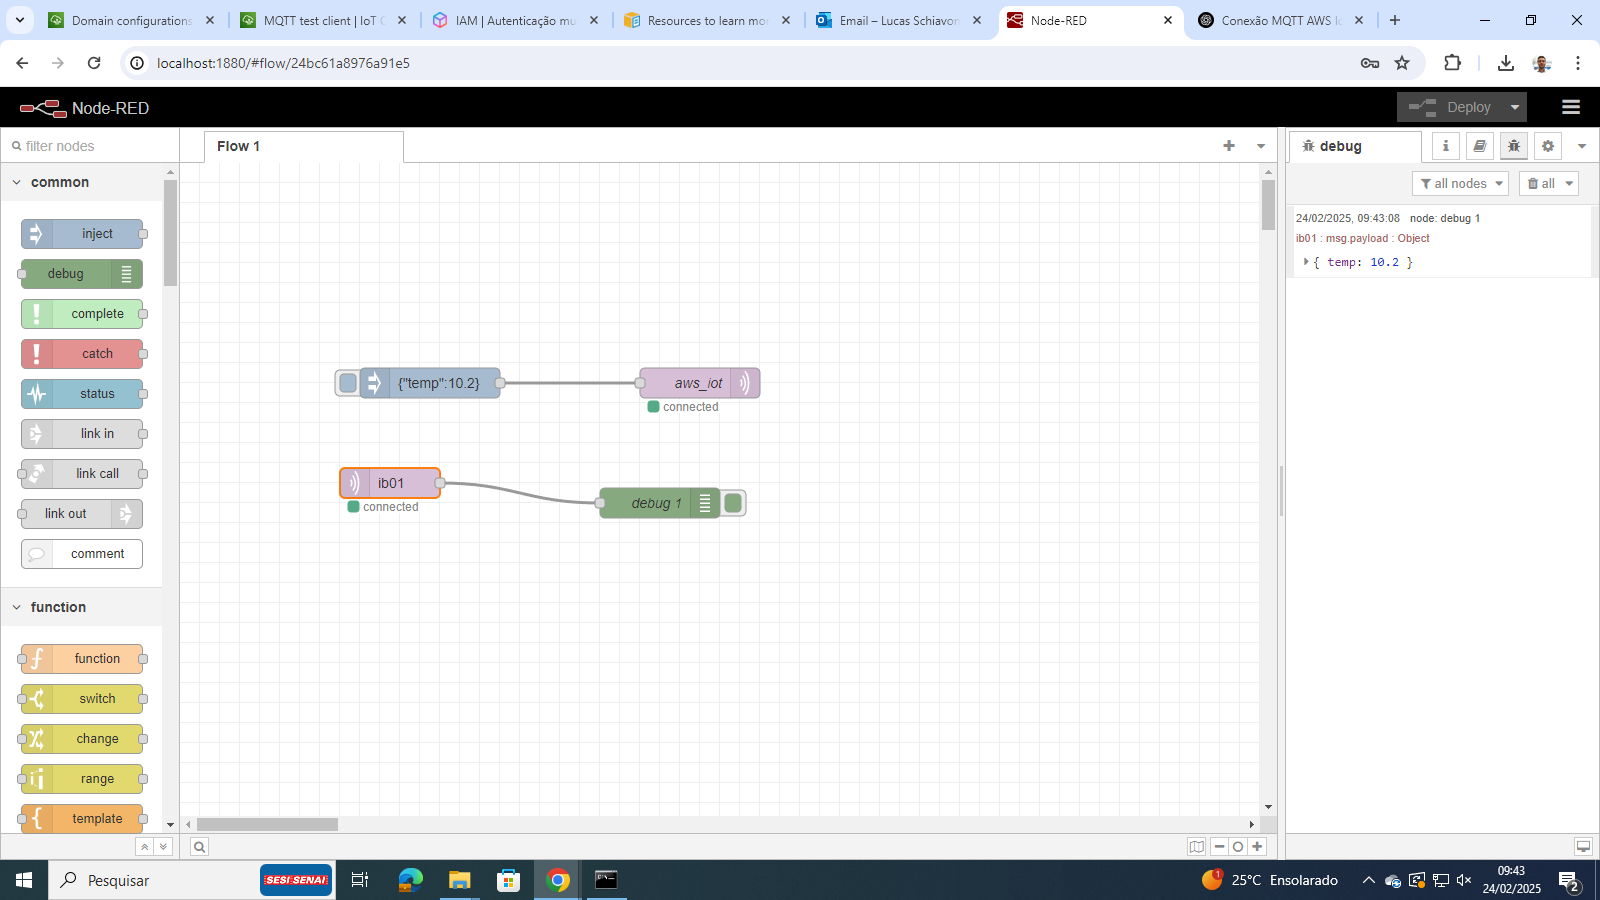 Domain configurations
MQTT test client | IoT C
IAM | Autenticação mu
Resources to learn mo
Email – Lucas Schiavon
Node-RED
Conexão MQTT AWS Io
localhost:1880/#flow/24bc61a8976a91e5
Node-RED
Deploy
filter nodes
Flow 1
debug
common
all nodes
all
inject
debug
complete
catch
status
link in
link call
link out
comment
24/02/2025, 09:43:08 node: debug 1
ib01 : msg.payload : Object
{ temp: 10.2 }
{"temp":10.2}
aws_iot
connected
ib01
connected
debug 1
function
function
switch
change
range
template
Pesquisar
SESI SENAI
1
25°C Ensolarado
09:43
24/02/2025
2